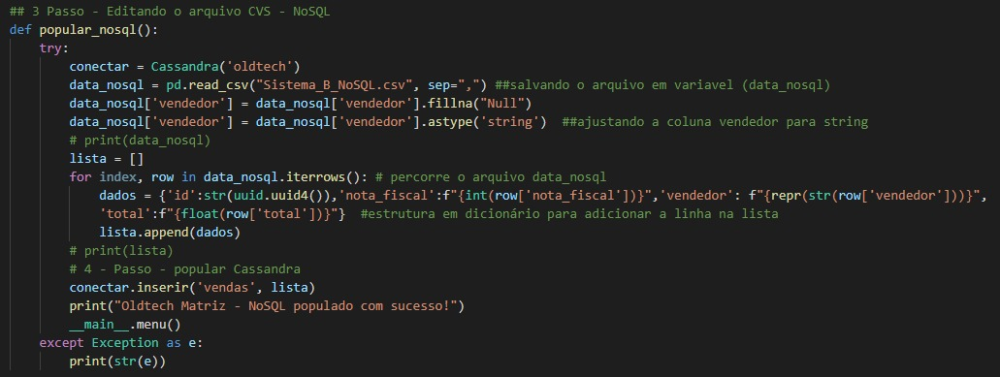 ## 3 Passo - Editando o arquivo CVS - NoSQL
def popular_nosql():
    try:
        conectar = Cassandra('oldtech')
        data_nosql = pd.read_csv("Sistema_B_NoSQL.csv", sep=",") ##salvando o arquivo em variavel (data_nosql)
        data_nosql['vendedor'] = data_nosql['vendedor'].fillna("Null")
        data_nosql['vendedor'] = data_nosql['vendedor'].astype('string')  ##ajustando a coluna vendedor para string
        # print(data_nosql)
        lista = []
        for index, row in data_nosql.iterrows(): # percorre o arquivo data_nosql
            dados = {'id':str(uuid.uuid4()),'nota_fiscal':f"{int(row['nota_fiscal'])}",'vendedor': f"{repr(str(row['vendedor']))}",
            'total':f"{float(row['total'])}"}  #estrutura em dicionário para adicionar a linha na lista
            lista.append(dados)
        # print(lista)
        # 4 - Passo - popular Cassandra
        conectar.inserir('vendas', lista)
        print("Oldtech Matriz - NoSQL populado com sucesso!")
        __main__.menu()
    except Exception as e:
        print(str(e))